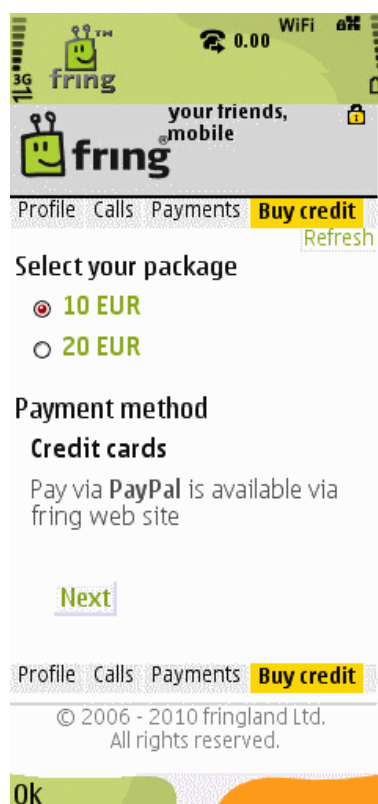 WiFi
™
0.00
3G
fring
your friends,
mobile
fring®
Profile Calls Payments Buy credit
Refresh
Select your package
10 EUR
20 EUR
Payment method
Credit cards
Pay via PayPal is available via
fring web site
Next
Profile Calls Payments Buy credit
© 2006 - 2010 fringland Ltd.
All rights reserved.
Ok